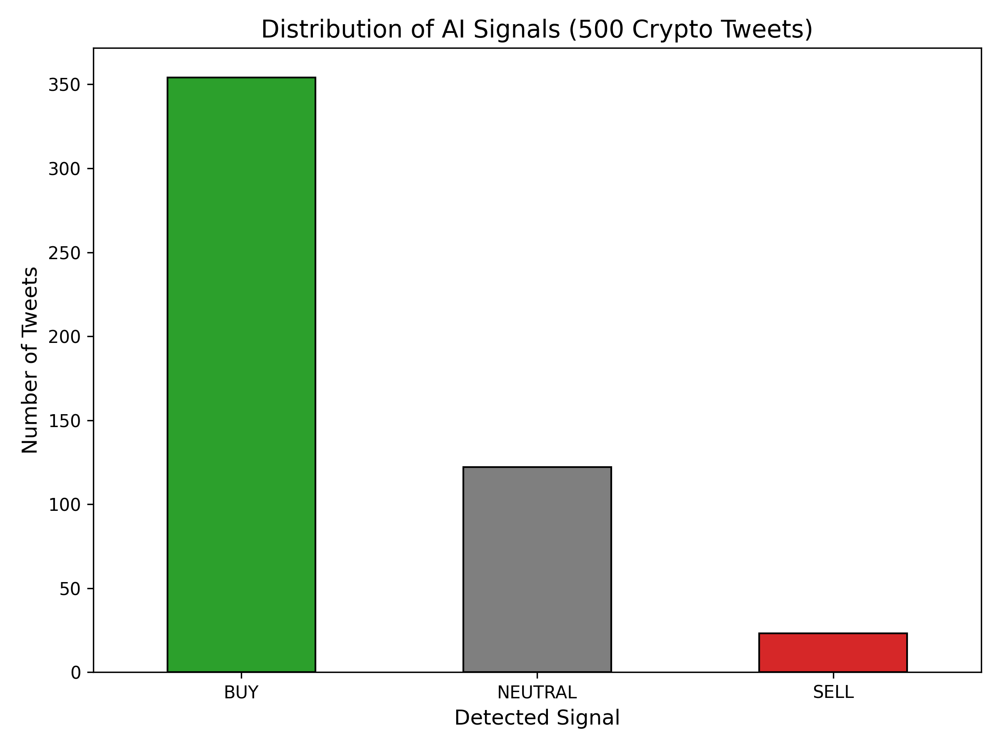 Distribution of AI Signals (500 Crypto Tweets)
Number of Tweets
350
300
250
200
150
100
50
0
BUY
NEUTRAL
SELL
Detected Signal